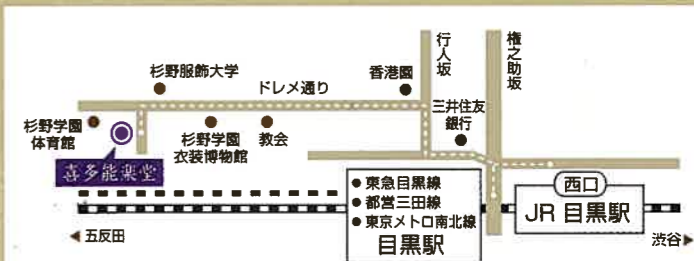 行人坂
権之助坂
杉野服飾大学
ドレメ通り
香港園
三井住友
銀行
杉野学園
体育館
杉野学園
衣装博物館
教会
喜多能楽堂
東急目黒線
都営三田線
東京メトロ南北線
目黒駅
西口
JR 目黒駅
五反田
渋谷